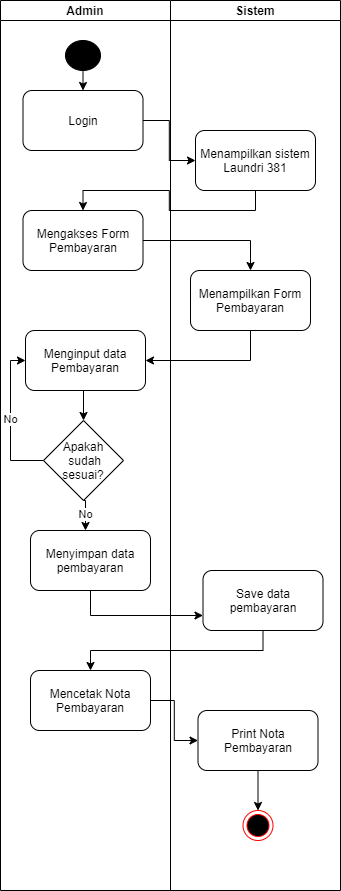 Admin
Sistem
Login
Menampilkan sistem
Laundri 381
Mengakses Form
Pembayaran
Menampilkan Form
Pembayaran
Menginput data
Pembayaran
No
Apakah
sudah
sesuai?
No
Menyimpan data
pembayaran
Save data
pembayaran
Mencetak Nota
Pembayaran
Print Nota
Pembayaran